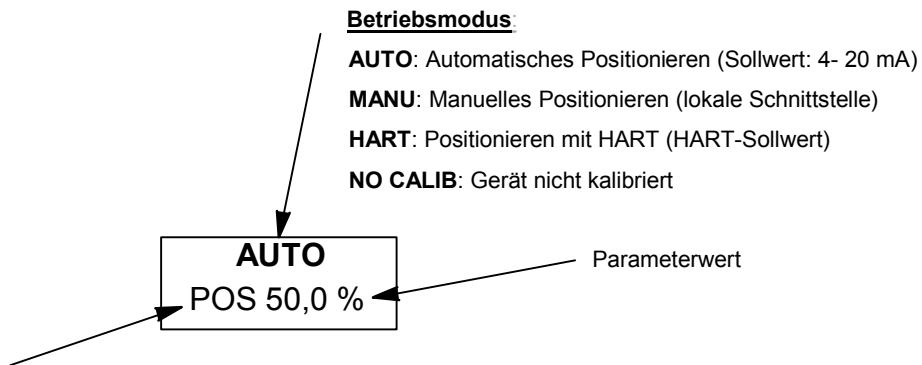 Betriebsmodus:
AUTO: Automatisches Positionieren (Sollwert: 4- 20 mA)
MANU: Manuelles Positionieren (lokale Schnittstelle)
HART: Positionieren mit HART (HART-Sollwert)
NO CALIB: Gerät nicht kalibriert
AUTO
POS 50,0 %
Parameterwert